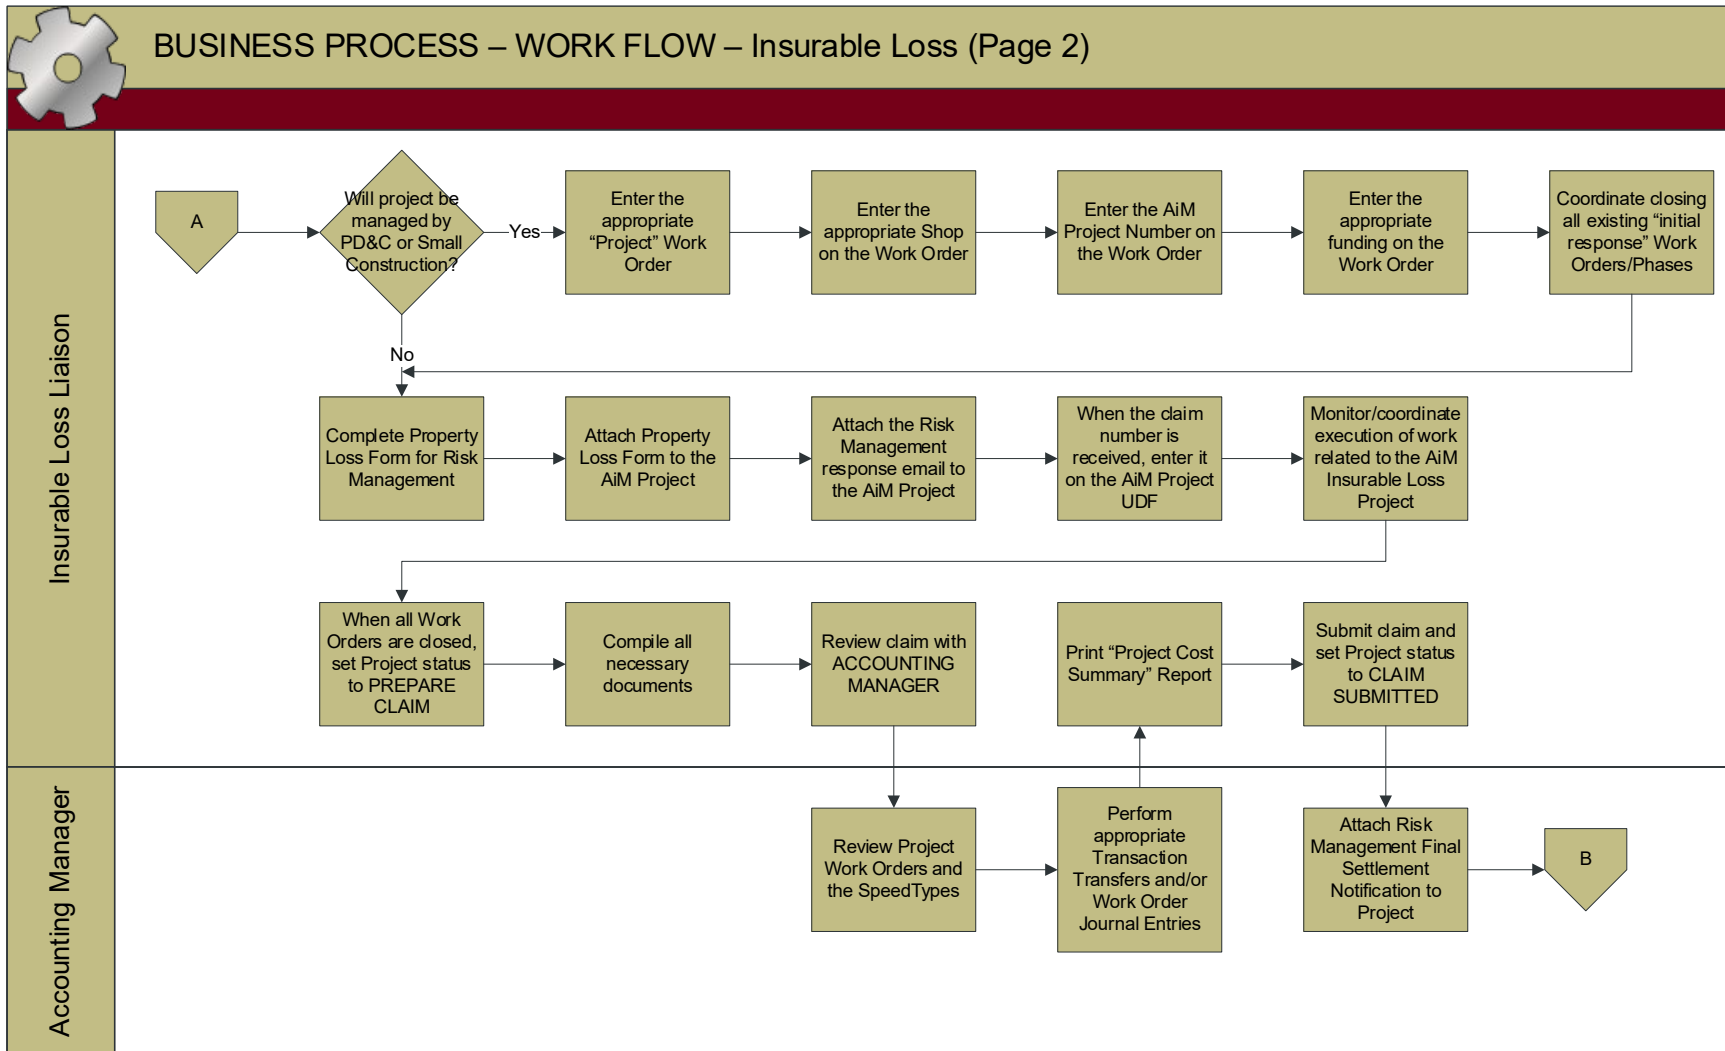 BUSINESS PROCESS – WORK FLOW – Insurable Loss (Page 2)
Insurable Loss Liaison
A
Will project be
managed by
PD&C or Small
Construction?
Yes
Enter the
appropriate
“Project” Work
Order
Enter the
appropriate Shop
on the Work Order
Enter the AiM
Project Number on
the Work Order
Enter the
appropriate
funding on the
Work Order
Coordinate closing
all existing “initial
response” Work
Orders/Phases
No
Complete Property
Loss Form for Risk
Management
Attach Property
Loss Form to the
AiM Project
Attach the Risk
Management
response email to
the AiM Project
When the claim
number is
received, enter it
on the AiM Project
UDF
Monitor/coordinate
execution of work
related to the AiM
Insurable Loss
Project
When all Work
Orders are closed,
set Project status
to PREPARE
CLAIM
Compile all
necessary
documents
Review claim with
ACCOUNTING
MANAGER
Print “Project Cost
Summary” Report
Submit claim and
set Project status
to CLAIM
SUBMITTED
Accounting Manager
Review Project
Work Orders and
the SpeedTypes
Perform
appropriate
Transaction
Transfers and/or
Work Order
Journal Entries
Attach Risk
Management Final
Settlement
Notification to
Project
B